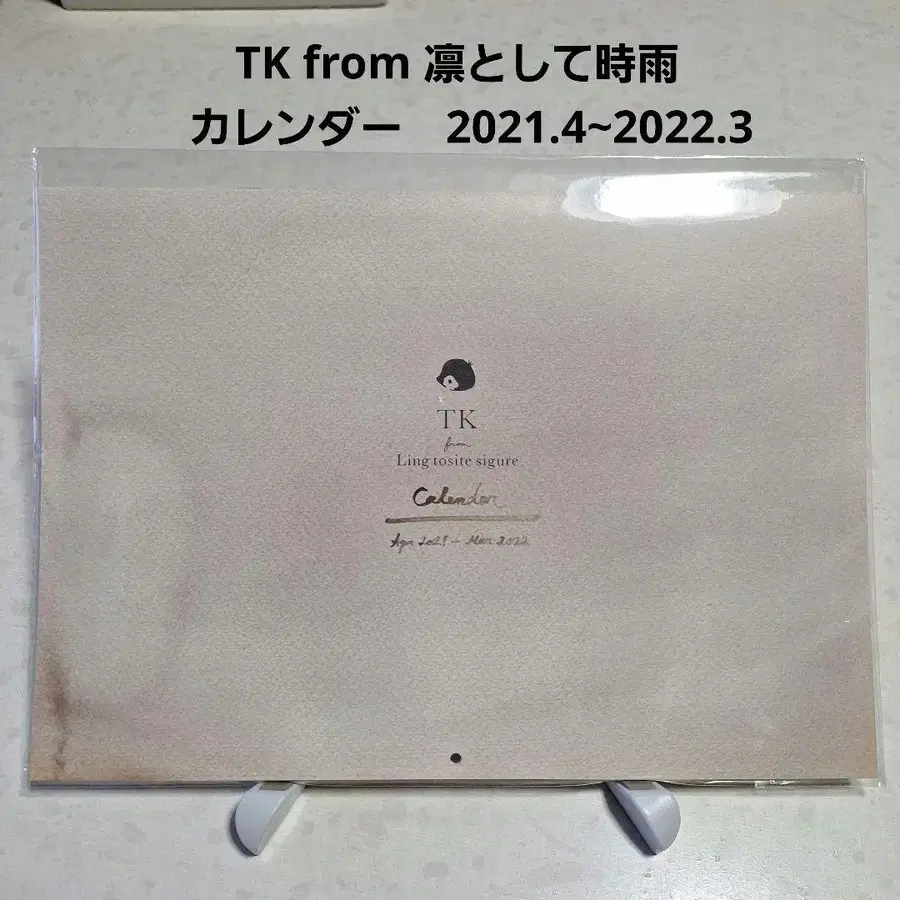 TK from 凛として時雨
カレンダー　2021.4~2022.3
TK
from
Ling tosite sigure
Calendar
Apr 2021 - Mar 2022